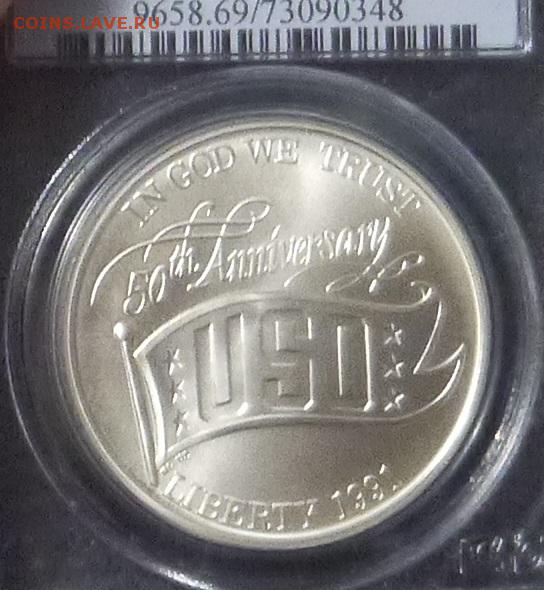 9658.69/73090348
COINS.LAVE.RU
IN GOD WE TRUST
50th Anniversary
USO
LIBERTY 1991